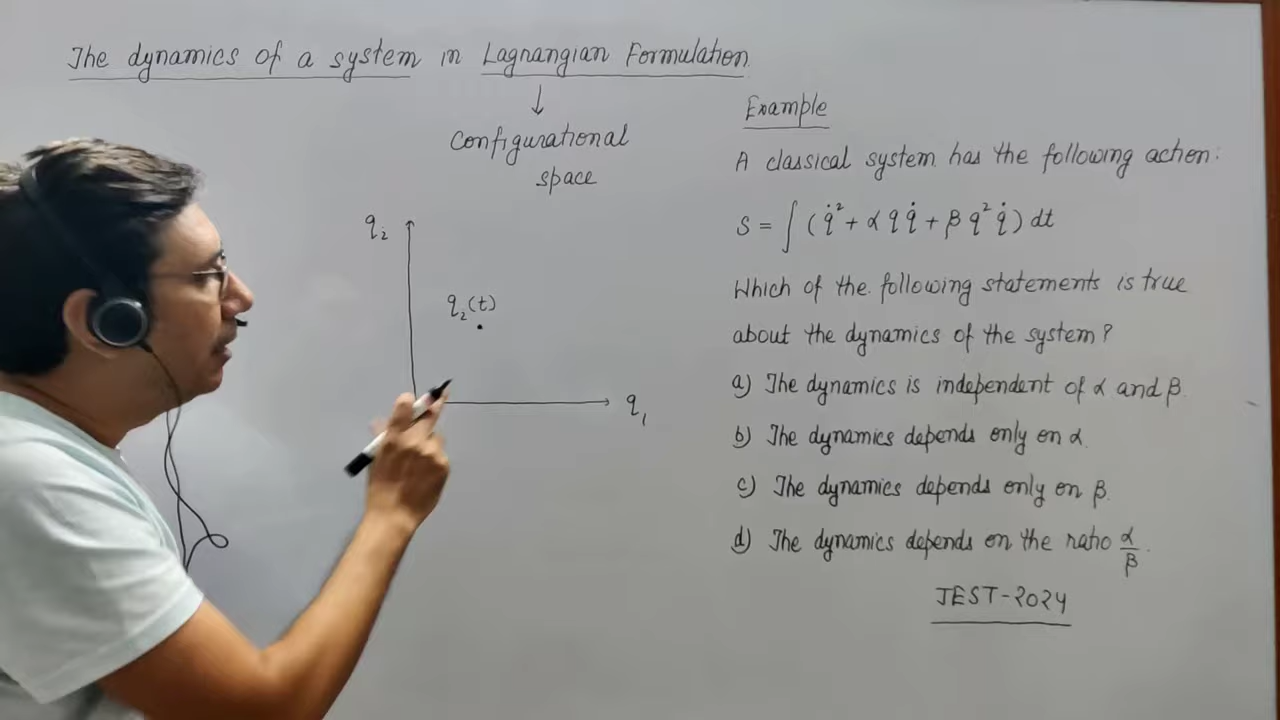 The dynamics of a system in Lagrangian Formulation
↓
Configurational
space
q₂
q₂(t)
q₁
Example
A classical system has the following action:
S = ∫ (q̇² + α q q̇ + β q² q̇) dt
Which of the following statements is true
about the dynamics of the system?
a) The dynamics is independent of α and β.
b) The dynamics depends only on α.
c) The dynamics depends only on β.
d) The dynamics depends on the ratio α/β.
JEST-2024